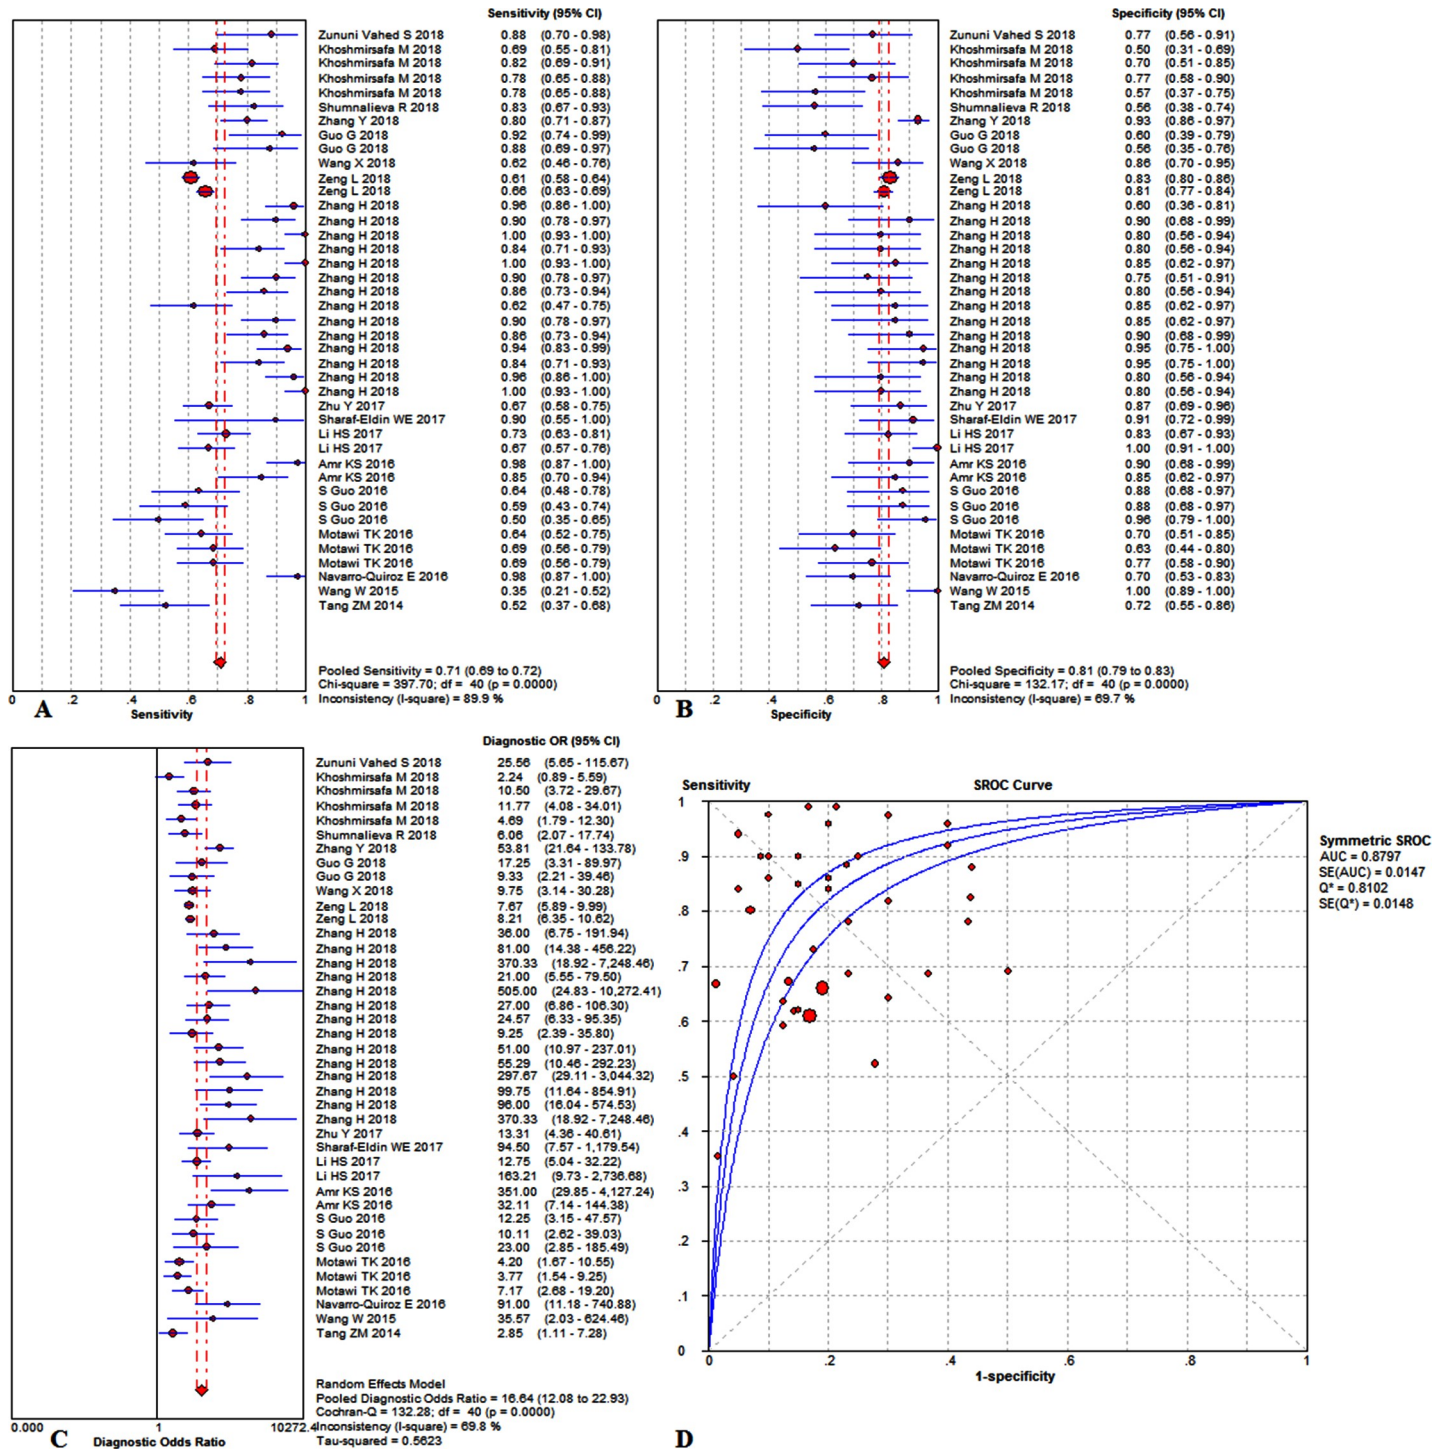 Sensitivity (95% CI)
Zununi Vahed S 2018 0.88 (0.70 - 0.98)
Khoshmirsafa M 2018 0.69 (0.55 - 0.81)
Khoshmirsafa M 2018 0.82 (0.69 - 0.91)
Khoshmirsafa M 2018 0.78 (0.65 - 0.88)
Khoshmirsafa M 2018 0.78 (0.65 - 0.88)
Shumnalieva R 2018 0.83 (0.67 - 0.93)
Zhang Y 2018 0.80 (0.71 - 0.87)
Guo G 2018 0.92 (0.74 - 0.99)
Guo G 2018 0.88 (0.69 - 0.97)
Wang X 2018 0.62 (0.46 - 0.76)
Zeng L 2018 0.61 (0.58 - 0.64)
Zeng L 2018 0.66 (0.63 - 0.69)
Zhang H 2018 0.96 (0.86 - 1.00)
Zhang H 2018 0.90 (0.78 - 0.97)
Zhang H 2018 1.00 (0.93 - 1.00)
Zhang H 2018 0.84 (0.71 - 0.93)
Zhang H 2018 1.00 (0.93 - 1.00)
Zhang H 2018 0.90 (0.78 - 0.97)
Zhang H 2018 0.86 (0.73 - 0.94)
Zhang H 2018 0.62 (0.47 - 0.75)
Zhang H 2018 0.90 (0.78 - 0.97)
Zhang H 2018 0.86 (0.73 - 0.94)
Zhang H 2018 0.94 (0.83 - 0.99)
Zhang H 2018 0.84 (0.71 - 0.93)
Zhang H 2018 0.96 (0.86 - 1.00)
Zhang H 2018 1.00 (0.93 - 1.00)
Zhu Y 2017 0.67 (0.58 - 0.75)
Sharaf-Eldin WE 2017 0.90 (0.55 - 1.00)
Li HS 2017 0.73 (0.63 - 0.81)
Li HS 2017 0.67 (0.57 - 0.76)
Amr KS 2016 0.98 (0.87 - 1.00)
Amr KS 2016 0.85 (0.70 - 0.94)
S Guo 2016 0.64 (0.48 - 0.78)
S Guo 2016 0.59 (0.43 - 0.74)
S Guo 2016 0.50 (0.35 - 0.65)
Motawi TK 2016 0.64 (0.52 - 0.75)
Motawi TK 2016 0.69 (0.56 - 0.79)
Motawi TK 2016 0.69 (0.56 - 0.79)
Navarro-Quiroz E 2016 0.98 (0.87 - 1.00)
Wang W 2015 0.35 (0.21 - 0.52)
Tang ZM 2014 0.52 (0.37 - 0.68)
Pooled Sensitivity = 0.71 (0.69 to 0.72)
Chi-square = 397.70; df = 40 (p = 0.0000)
Inconsistency (I-square) = 89.9 %
0 .2 .4 .6 .8 1
A Sensitivity
Specificity (95% CI)
Zununi Vahed S 2018 0.77 (0.56 - 0.91)
Khoshmirsafa M 2018 0.50 (0.31 - 0.69)
Khoshmirsafa M 2018 0.70 (0.51 - 0.85)
Khoshmirsafa M 2018 0.77 (0.58 - 0.90)
Khoshmirsafa M 2018 0.57 (0.37 - 0.75)
Shumnalieva R 2018 0.56 (0.38 - 0.74)
Zhang Y 2018 0.93 (0.86 - 0.97)
Guo G 2018 0.60 (0.39 - 0.79)
Guo G 2018 0.56 (0.35 - 0.76)
Wang X 2018 0.86 (0.70 - 0.95)
Zeng L 2018 0.83 (0.80 - 0.86)
Zeng L 2018 0.81 (0.77 - 0.84)
Zhang H 2018 0.60 (0.36 - 0.81)
Zhang H 2018 0.90 (0.68 - 0.99)
Zhang H 2018 0.80 (0.56 - 0.94)
Zhang H 2018 0.80 (0.56 - 0.94)
Zhang H 2018 0.85 (0.62 - 0.97)
Zhang H 2018 0.75 (0.51 - 0.91)
Zhang H 2018 0.80 (0.56 - 0.94)
Zhang H 2018 0.85 (0.62 - 0.97)
Zhang H 2018 0.85 (0.62 - 0.97)
Zhang H 2018 0.90 (0.68 - 0.99)
Zhang H 2018 0.95 (0.75 - 1.00)
Zhang H 2018 0.95 (0.75 - 1.00)
Zhang H 2018 0.80 (0.56 - 0.94)
Zhang H 2018 0.80 (0.56 - 0.94)
Zhu Y 2017 0.87 (0.69 - 0.96)
Sharaf-Eldin WE 2017 0.91 (0.72 - 0.99)
Li HS 2017 0.83 (0.67 - 0.93)
Li HS 2017 1.00 (0.91 - 1.00)
Amr KS 2016 0.90 (0.68 - 0.99)
Amr KS 2016 0.85 (0.62 - 0.97)
S Guo 2016 0.88 (0.68 - 0.97)
S Guo 2016 0.88 (0.68 - 0.97)
S Guo 2016 0.96 (0.79 - 1.00)
Motawi TK 2016 0.70 (0.51 - 0.85)
Motawi TK 2016 0.63 (0.44 - 0.80)
Motawi TK 2016 0.77 (0.58 - 0.90)
Navarro-Quiroz E 2016 0.70 (0.53 - 0.83)
Wang W 2015 1.00 (0.89 - 1.00)
Tang ZM 2014 0.72 (0.55 - 0.86)
Pooled Specificity = 0.81 (0.79 to 0.83)
Chi-square = 132.17; df = 40 (p = 0.0000)
Inconsistency (I-square) = 69.7 %
0 .2 .4 .6 .8 1
B Specificity
Diagnostic OR (95% CI)
Zununi Vahed S 2018 25.56 (5.65 - 115.67)
Khoshmirsafa M 2018 2.24 (0.89 - 5.59)
Khoshmirsafa M 2018 10.50 (3.72 - 29.67)
Khoshmirsafa M 2018 11.77 (4.08 - 34.01)
Khoshmirsafa M 2018 4.69 (1.79 - 12.30)
Shumnalieva R 2018 6.06 (2.07 - 17.74)
Zhang Y 2018 53.81 (21.64 - 133.78)
Guo G 2018 17.25 (3.31 - 89.97)
Guo G 2018 9.33 (2.21 - 39.46)
Wang X 2018 9.75 (3.14 - 30.28)
Zeng L 2018 7.67 (5.89 - 9.99)
Zeng L 2018 8.21 (6.35 - 10.62)
Zhang H 2018 36.00 (6.75 - 191.94)
Zhang H 2018 81.00 (14.38 - 456.22)
Zhang H 2018 370.33 (18.92 - 7,248.46)
Zhang H 2018 21.00 (5.55 - 79.50)
Zhang H 2018 505.00 (24.83 - 10,272.41)
Zhang H 2018 27.00 (6.86 - 106.30)
Zhang H 2018 24.57 (6.33 - 95.35)
Zhang H 2018 9.25 (2.39 - 35.80)
Zhang H 2018 51.00 (10.97 - 237.01)
Zhang H 2018 55.29 (10.46 - 292.23)
Zhang H 2018 297.67 (29.11 - 3,044.32)
Zhang H 2018 99.75 (11.64 - 854.91)
Zhang H 2018 96.00 (16.04 - 574.53)
Zhang H 2018 370.33 (18.92 - 7,248.46)
Zhu Y 2017 13.31 (4.36 - 40.61)
Sharaf-Eldin WE 2017 94.50 (7.57 - 1,179.54)
Li HS 2017 12.75 (5.04 - 32.22)
Li HS 2017 163.21 (9.73 - 2,736.68)
Amr KS 2016 351.00 (29.85 - 4,127.24)
Amr KS 2016 32.11 (7.14 - 144.38)
S Guo 2016 12.25 (3.15 - 47.57)
S Guo 2016 10.11 (2.62 - 39.03)
S Guo 2016 23.00 (2.85 - 185.49)
Motawi TK 2016 4.20 (1.67 - 10.55)
Motawi TK 2016 3.77 (1.54 - 9.25)
Motawi TK 2016 7.17 (2.68 - 19.20)
Navarro-Quiroz E 2016 91.00 (11.18 - 740.88)
Wang W 2015 35.57 (2.03 - 624.46)
Tang ZM 2014 2.85 (1.11 - 7.28)
Random Effects Model
Pooled Diagnostic Odds Ratio = 16.64 (12.08 to 22.93)
Cochran-Q = 132.28; df = 40 (p = 0.0000)
0.000 1 10272.4 Inconsistency (I-square) = 69.8 %
C Diagnostic Odds Ratio Tau-squared = 0.5623
Sensitivity SROC Curve
1
.9
.8
.7
.6
.5
.4
.3
.2
.1
0
0 .2 .4 .6 .8 1
1-specificity
Symmetric SROC
AUC = 0.8797
SE(AUC) = 0.0147
Q* = 0.8102
SE(Q*) = 0.0148
D